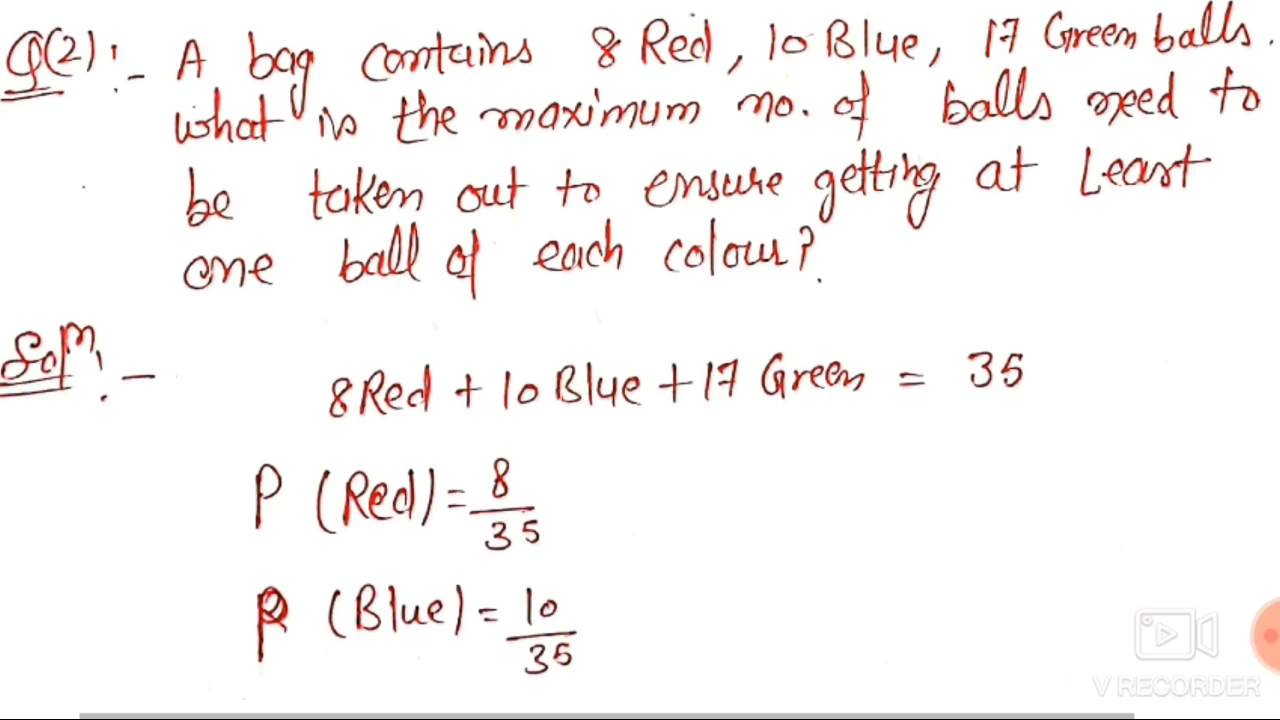 Q(2):- A bag contains 8 Red, 10 Blue, 17 Green balls.
what is the maximum no. of balls need to
be taken out to ensure getting at Least
one ball of each colour?
Soln:-
8 Red + 10 Blue + 17 Green = 35
P (Red) = 8/35
P (Blue) = 10/35
V RECORDER